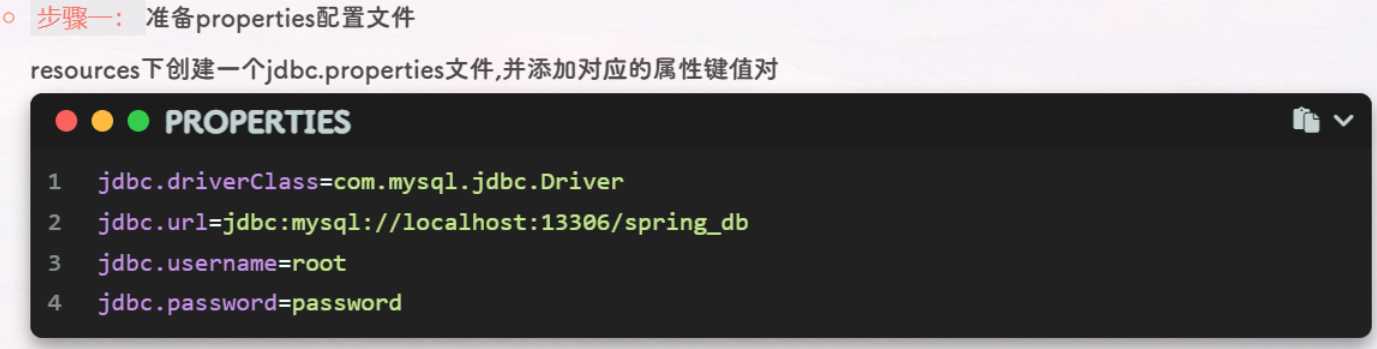 步骤一： 准备properties配置文件
resources下创建一个jdbc.properties文件,并添加对应的属性键值对
PROPERTIES
1 jdbc.driverClass=com.mysql.jdbc.Driver
2 jdbc.url=jdbc:mysql://localhost:13306/spring_db
3 jdbc.username=root
4 jdbc.password=password